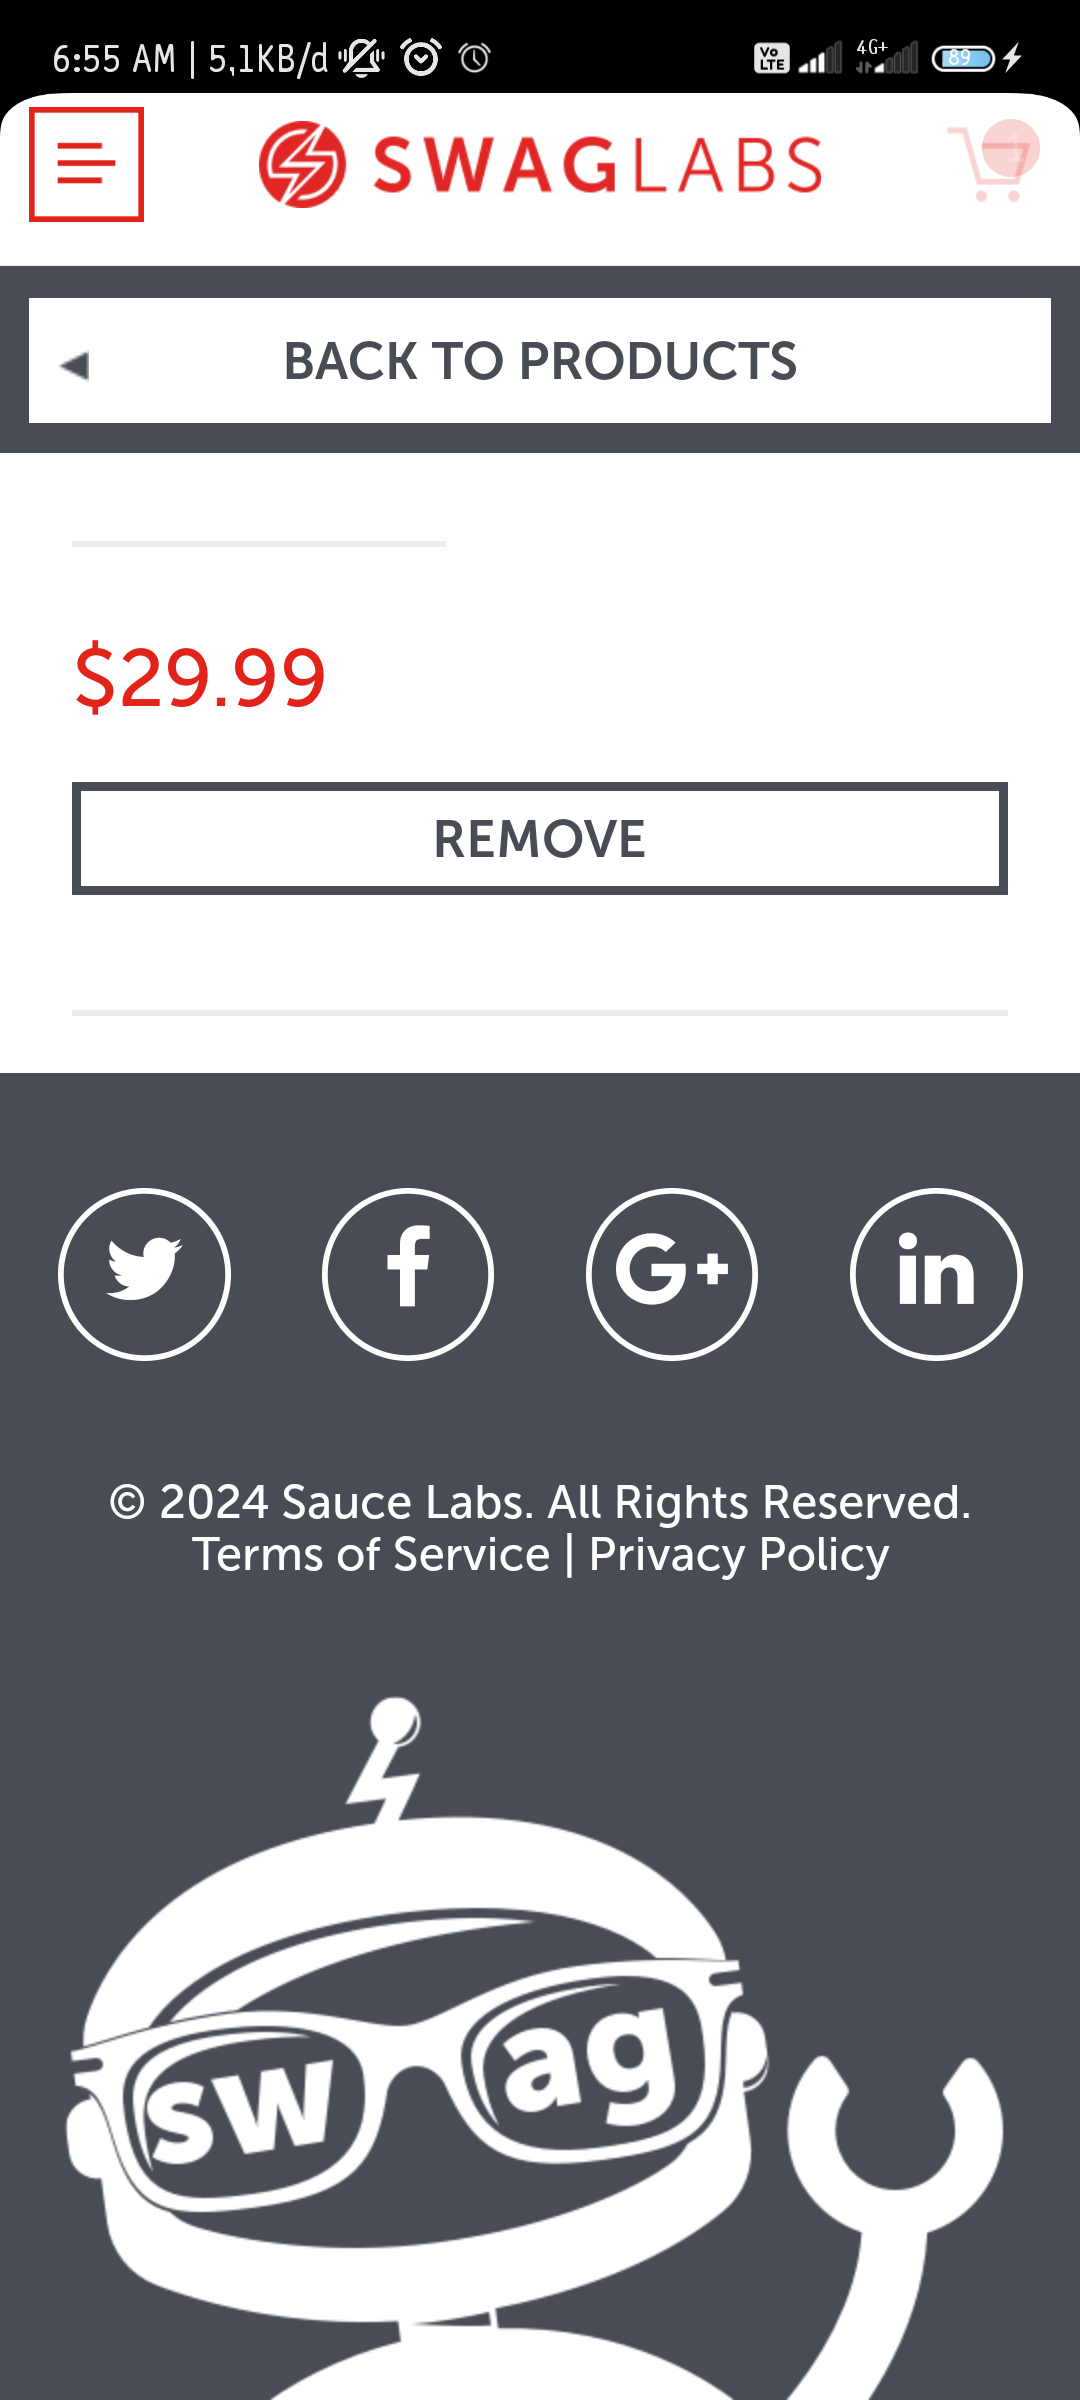 6:55 AM | 5,1KB/d
Vo LTE 4G+ 89
SWAGLABS
1
BACK TO PRODUCTS
$29.99
REMOVE
f G+ in
© 2024 Sauce Labs. All Rights Reserved.
Terms of Service | Privacy Policy
sw ag